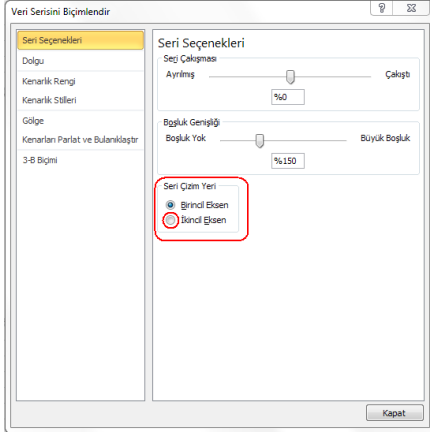 Veri Serisini Biçimlendir
Seri Seçenekleri
Dolgu
Kenarlık Rengi
Kenarlık Stilleri
Gölge
Kenarları Parlat ve Bulanıklaştır
3-B Biçimi
Seri Seçenekleri
Seri Çakışması
Ayrılmış Çakıştı
%0
Boşluk Genişliği
Boşluk Yok Büyük Boşluk
%150
Seri Çizim Yeri
Birincil Eksen
İkincil Eksen
Kapat